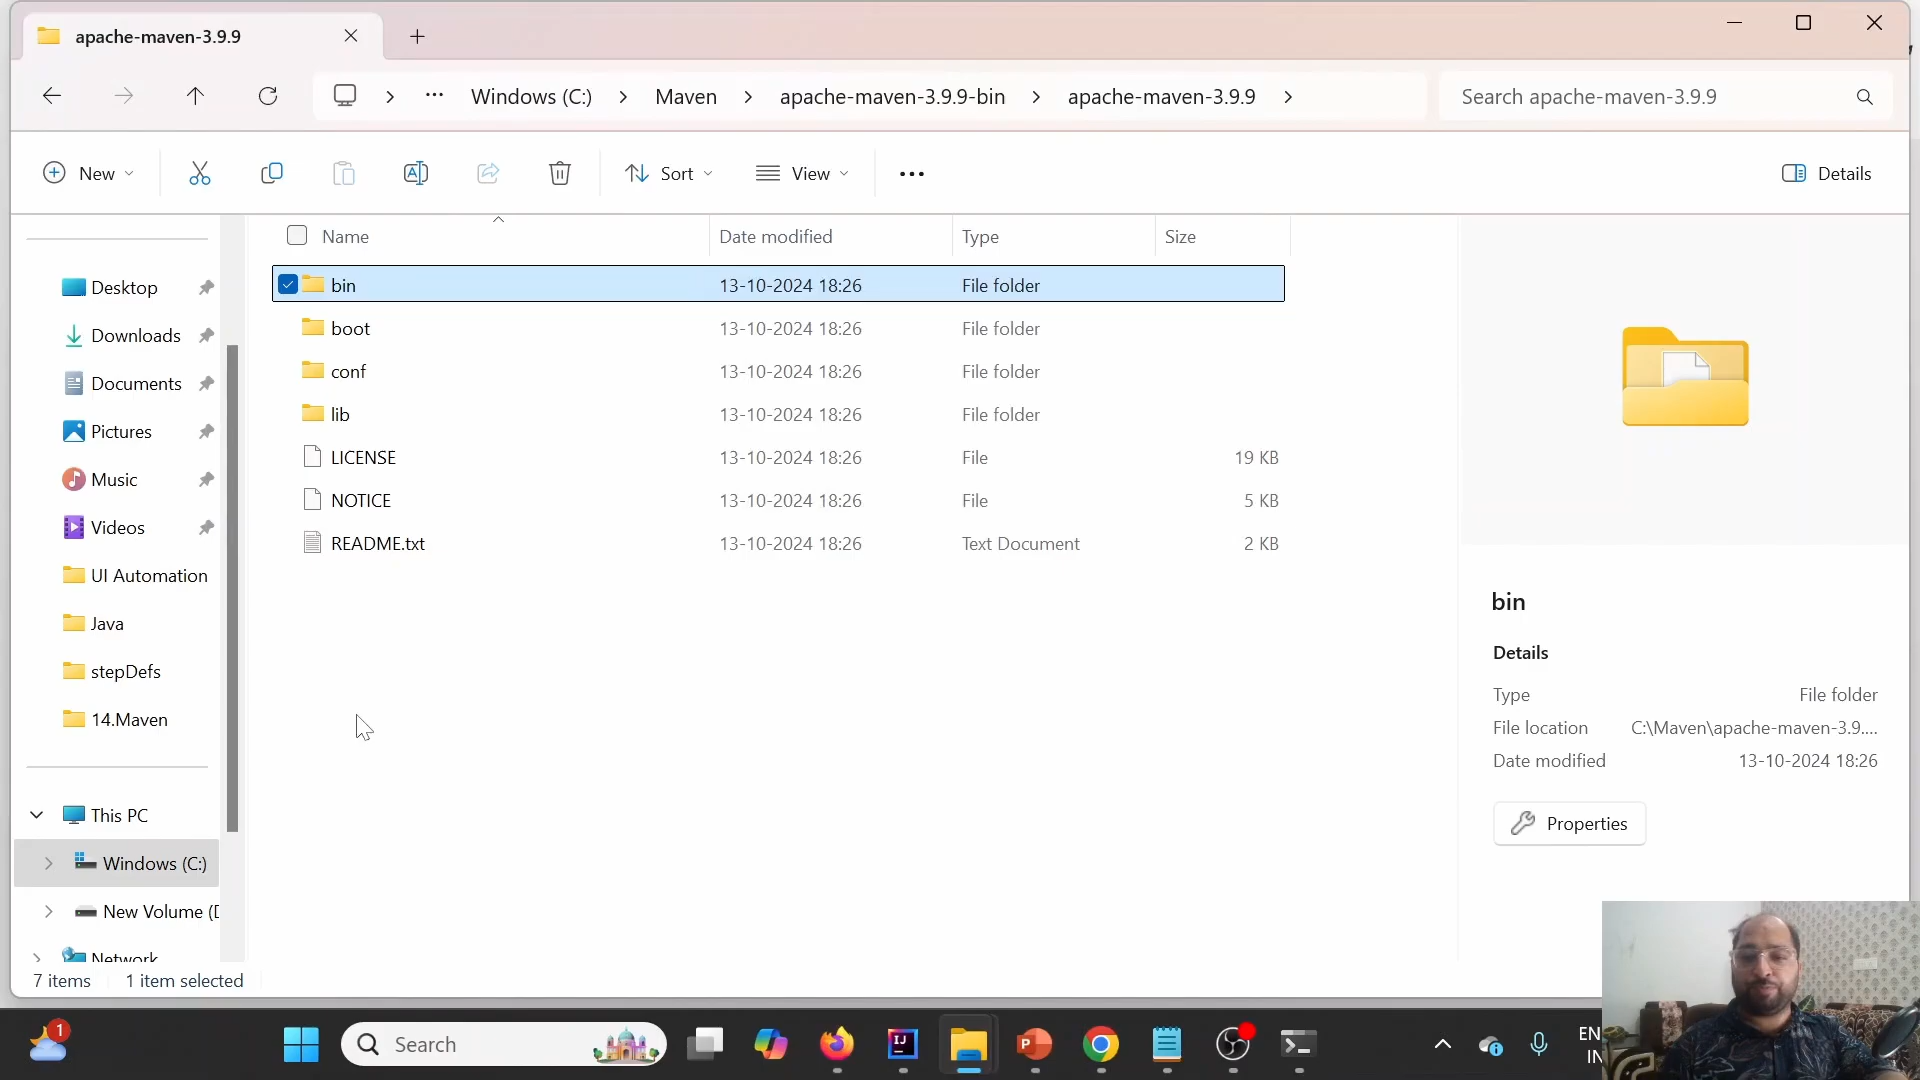 apache-maven-3.9.9
Windows (C:) Maven apache-maven-3.9.9-bin apache-maven-3.9.9
Search apache-maven-3.9.9
New Sort View Details
Name Date modified Type Size
bin 13-10-2024 18:26 File folder
boot 13-10-2024 18:26 File folder
conf 13-10-2024 18:26 File folder
lib 13-10-2024 18:26 File folder
LICENSE 13-10-2024 18:26 File 19 KB
NOTICE 13-10-2024 18:26 File 5 KB
README.txt 13-10-2024 18:26 Text Document 2 KB
Desktop
Downloads
Documents
Pictures
Music
Videos
UI Automation
Java
stepDefs
14.Maven
This PC
Windows (C:)
New Volume (D
Network
bin
Details
Type File folder
File location C:\Maven\apache-maven-3.9....
Date modified 13-10-2024 18:26
Properties
7 items 1 item selected
1
Search
IJ
P
EN
IN